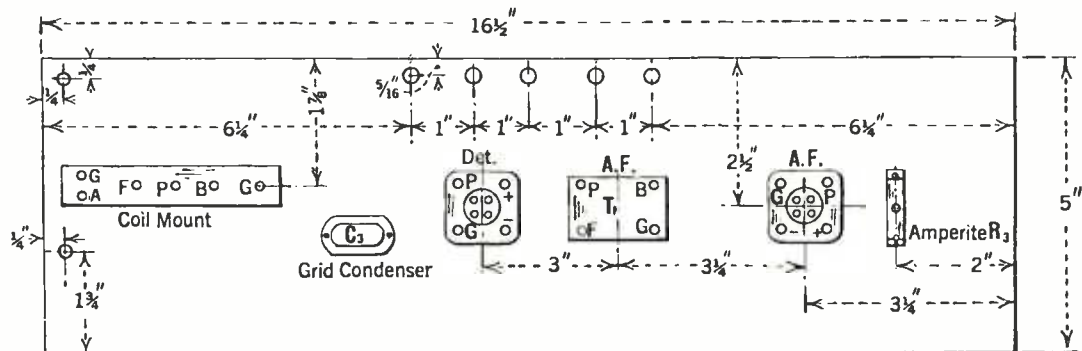 16½"
¼"
¼
5/16"
1⅞"
6¼" 1" 1" 1" 1" 6¼"
2½"
5"
Det. A.F. A.F.
G A F P B G
P + G -
P B T₁ F G
G P - +
Coil Mount
C₃
Grid Condenser
Amperite R₃
¼"
1¾"
3" 3¼" 2"
3¼"